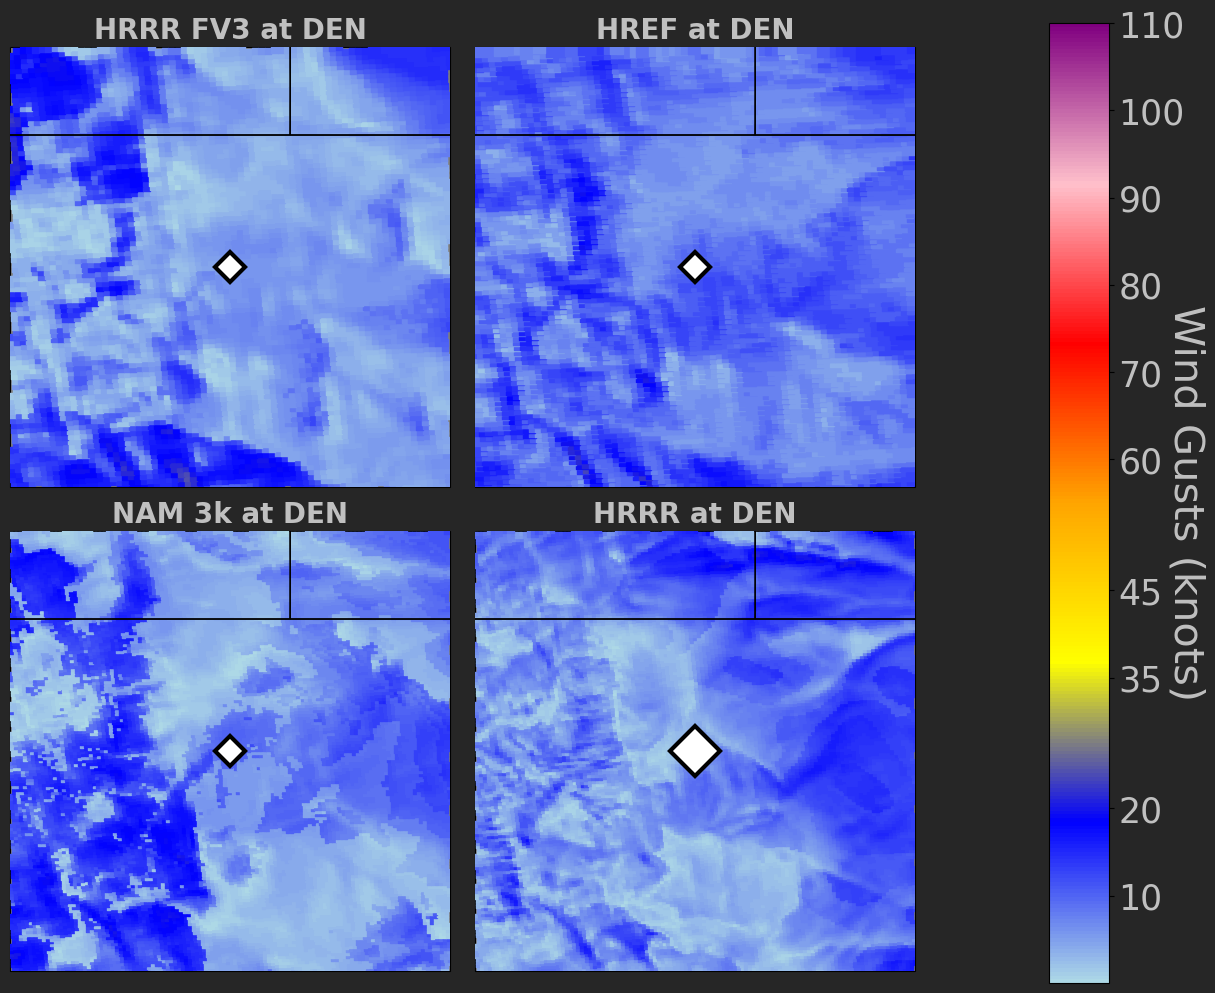 HRRR FV3 at DEN
HREF at DEN
NAM 3k at DEN
HRRR at DEN
110
100
90
80
70
60
45
35
20
10
Wind Gusts (knots)